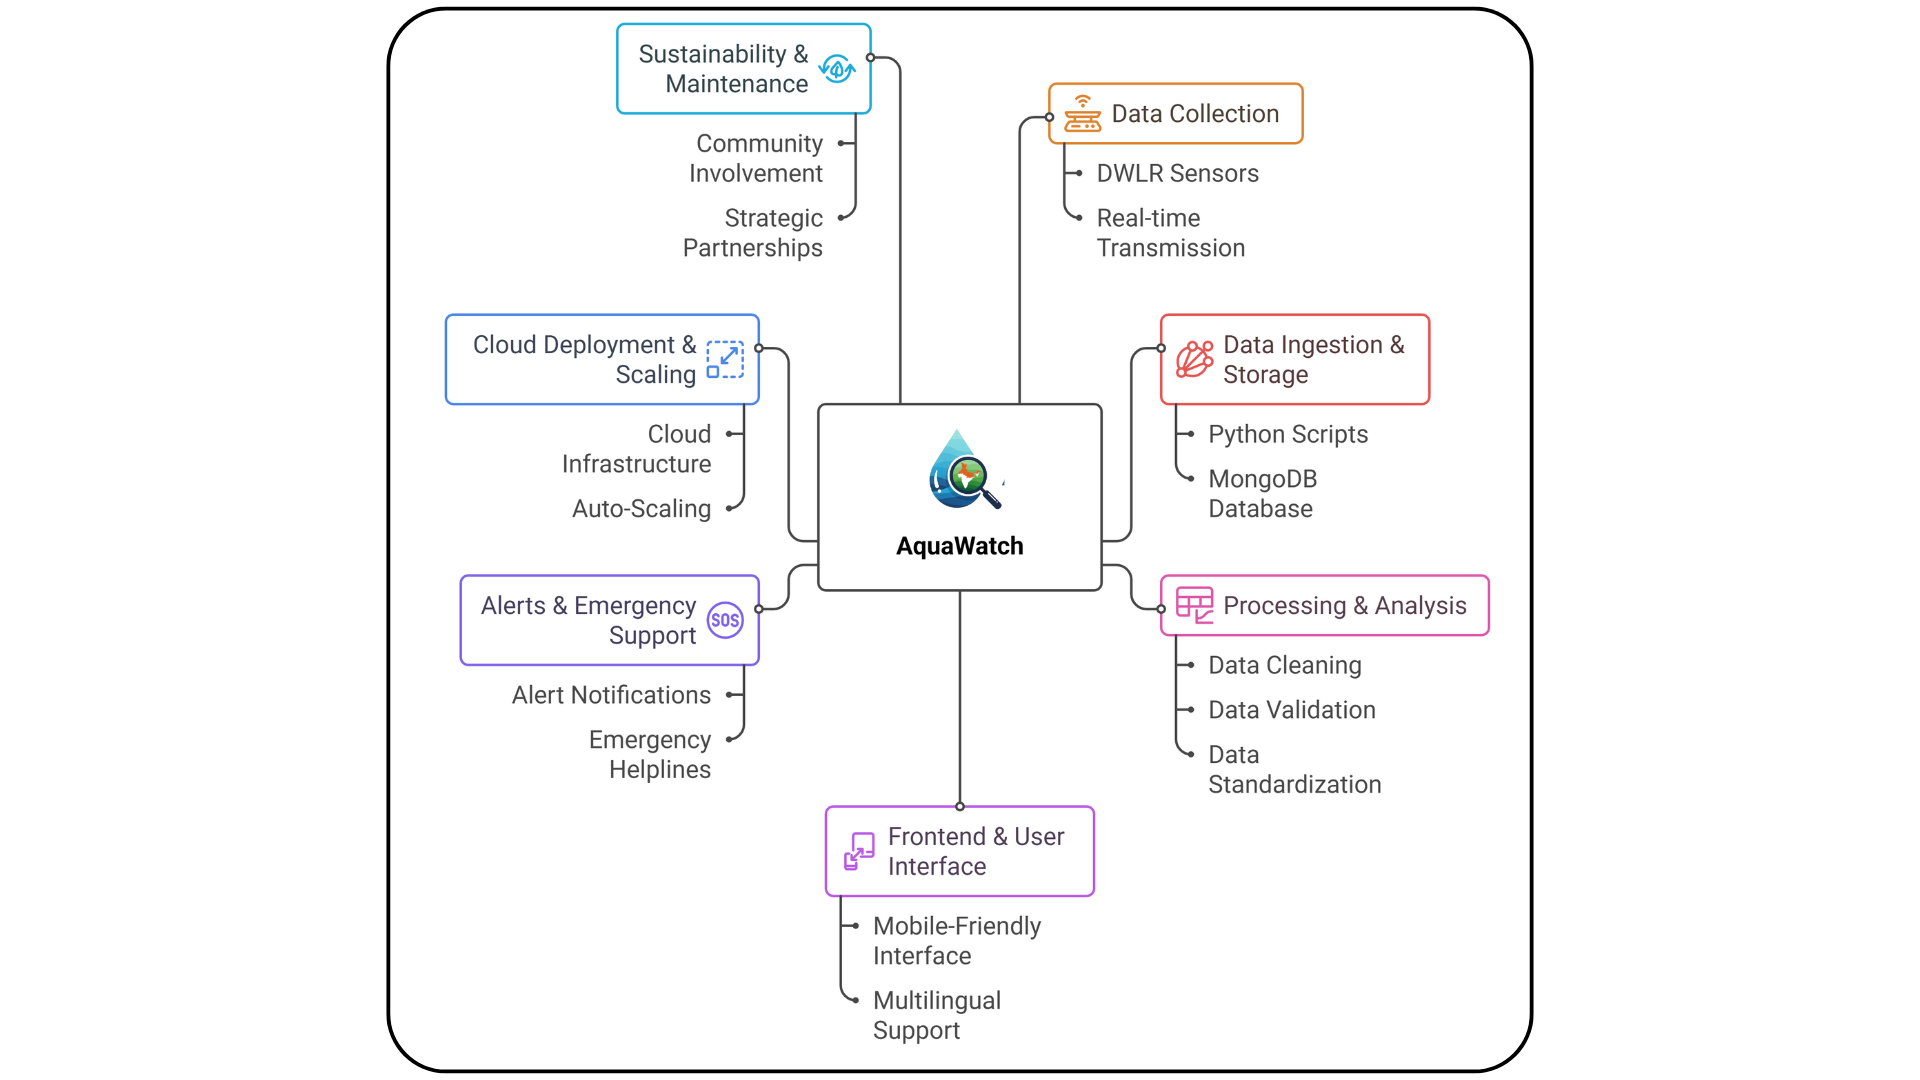 Sustainability &
Maintenance
Community
Involvement
Strategic
Partnerships
Data Collection
DWLR Sensors
Real-time
Transmission
Cloud Deployment &
Scaling
Cloud
Infrastructure
Auto-Scaling
Data Ingestion &
Storage
Python Scripts
MongoDB
Database
AquaWatch
Alerts & Emergency
Support
SOS
Alert Notifications
Emergency
Helplines
Processing & Analysis
Data Cleaning
Data Validation
Data
Standardization
Frontend & User
Interface
Mobile-Friendly
Interface
Multilingual
Support